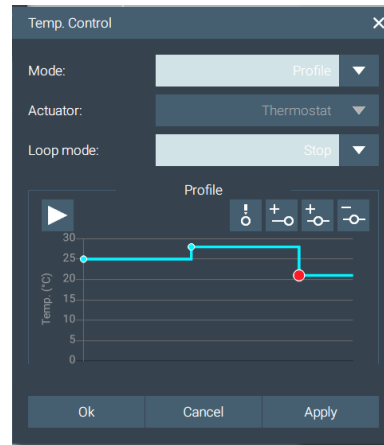 Temp. Control
Mode: Profile
Actuator: Thermostat
Loop mode: Stop
Profile
30
25
20
15
10
5
0
Temp. (°C)
Ok Cancel Apply